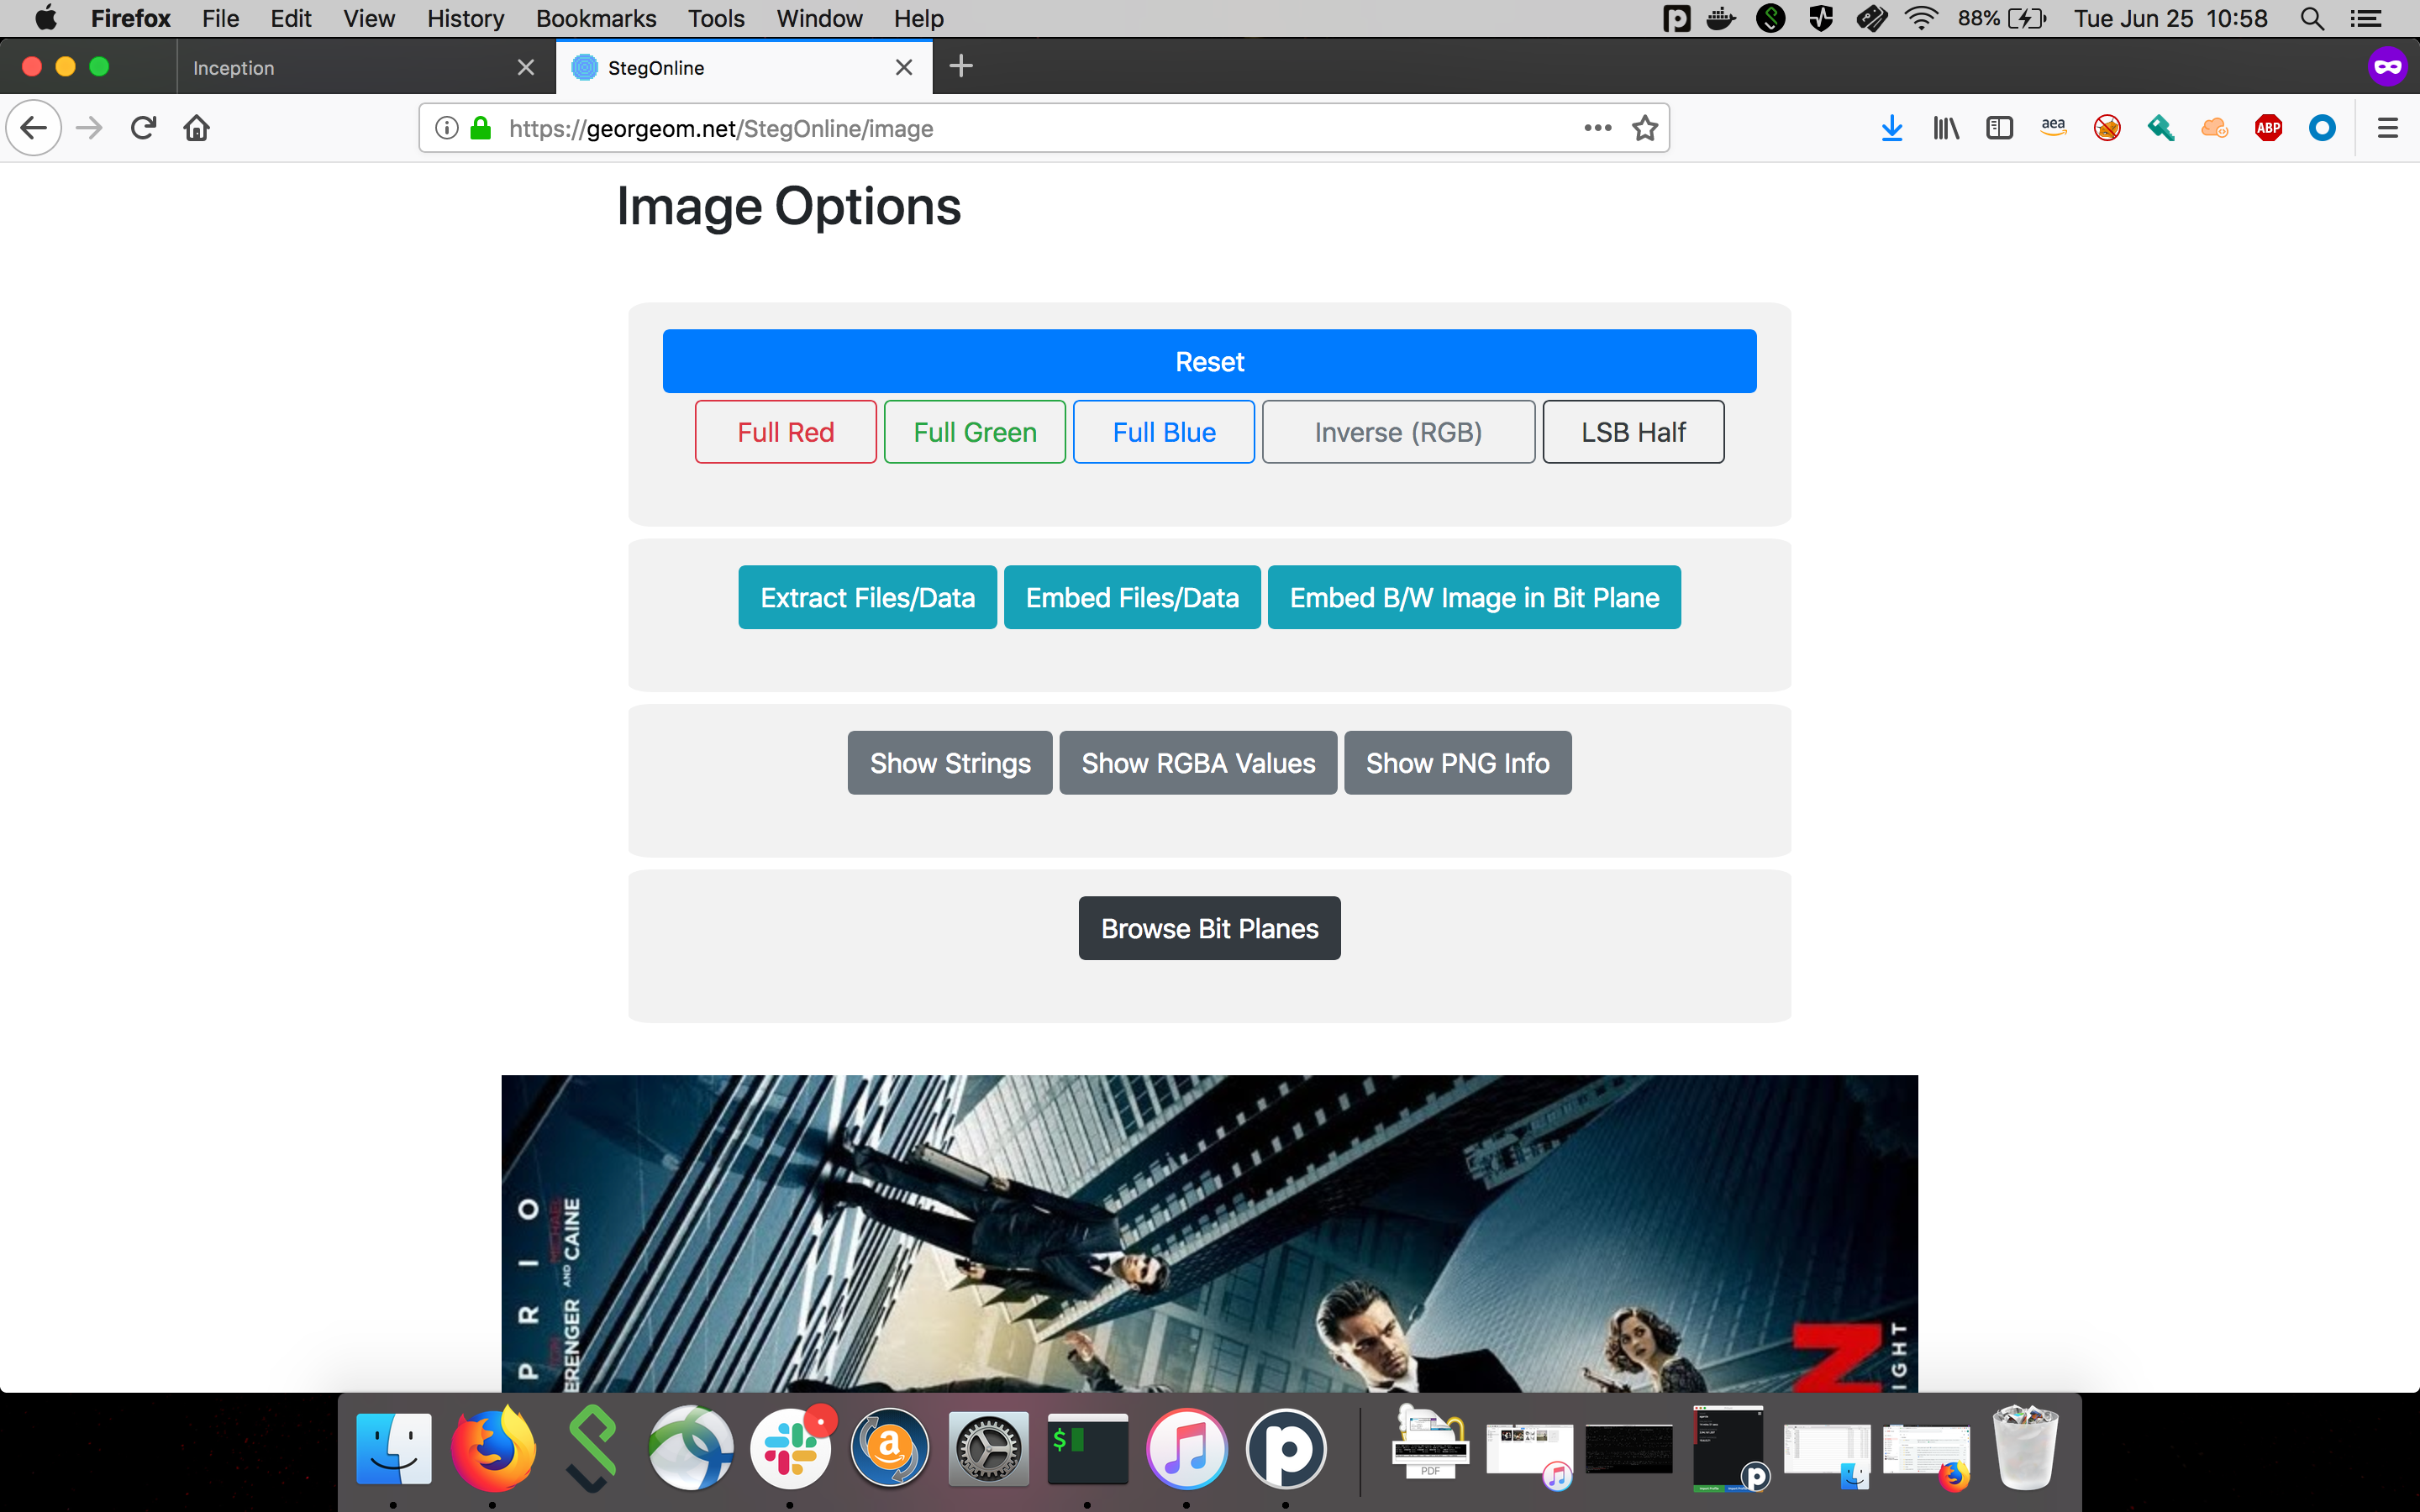 Firefox File Edit View History Bookmarks Tools Window Help 88% Tue Jun 25 10:58
Inception StegOnline
https://georgeom.net/StegOnline/image aea ABP
Image Options
Reset
Full Red Full Green Full Blue Inverse (RGB) LSB Half
Extract Files/Data Embed Files/Data Embed B/W Image in Bit Plane
Show Strings Show RGBA Values Show PNG Info
Browse Bit Planes
PRIO
MICHAEL
ERENGER AND CAINE
N
IGHT
$
PDF